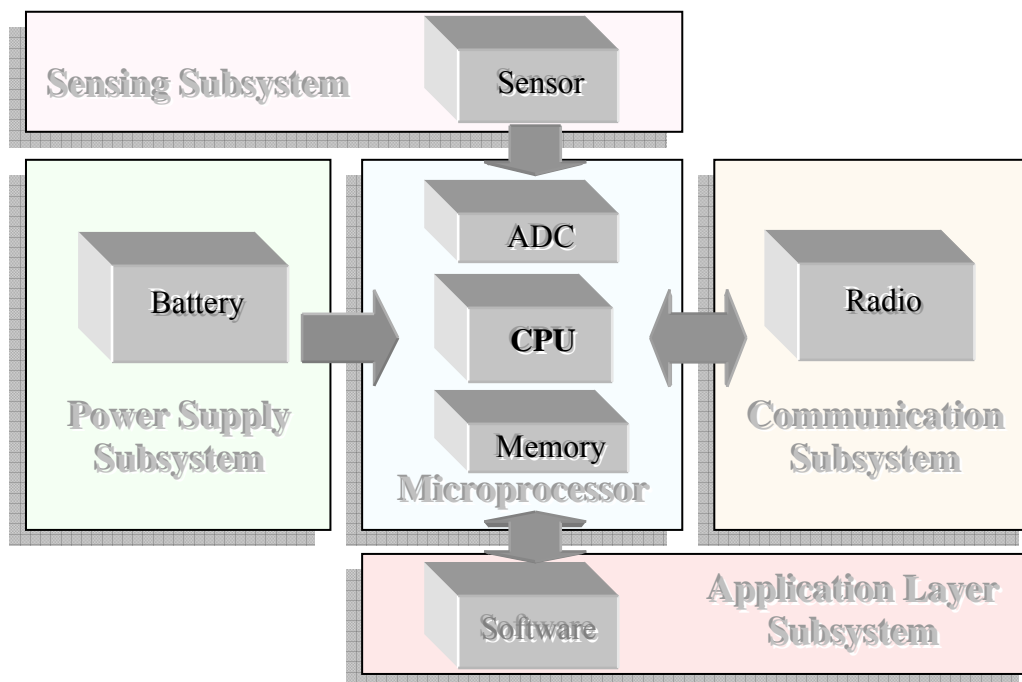 Sensing Subsystem
Sensor
ADC
Battery
CPU
Radio
Power Supply
Subsystem
Memory
Microprocessor
Communication
Subsystem
Software
Application Layer
Subsystem